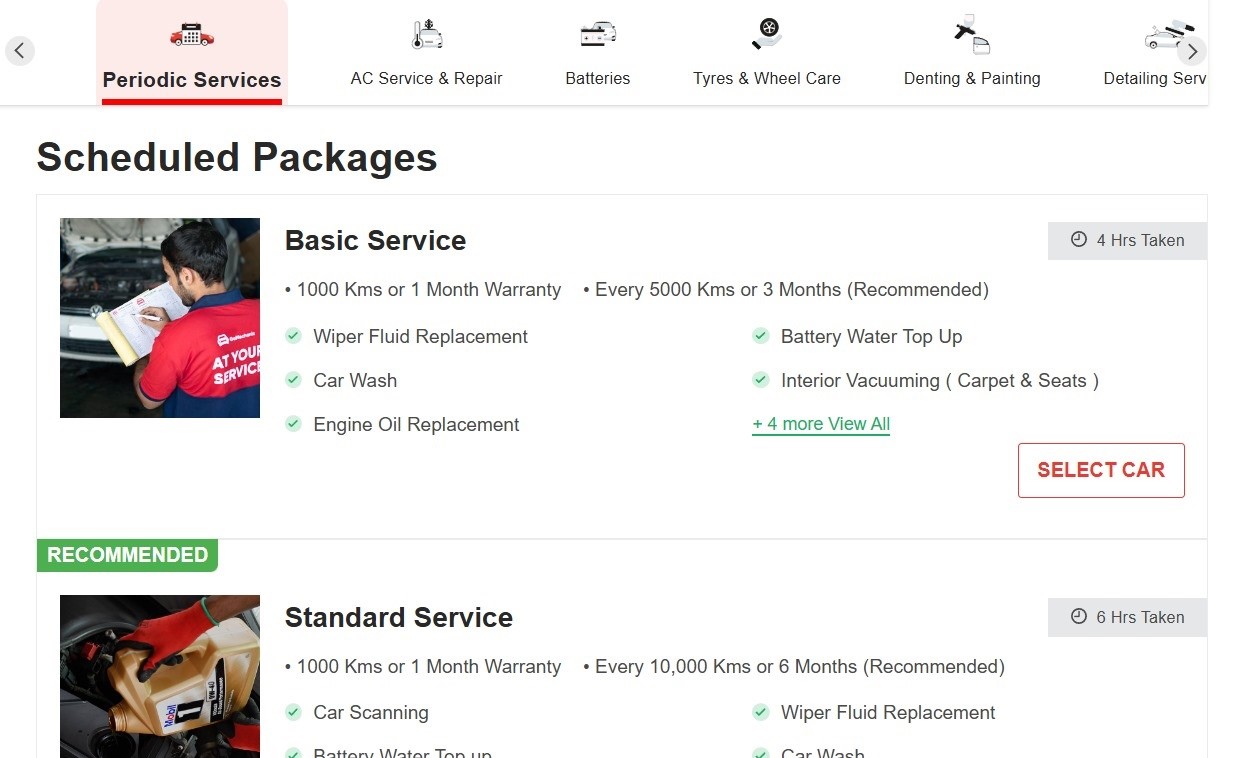 Periodic Services
AC Service & Repair
Batteries
Tyres & Wheel Care
Denting & Painting
Detailing Serv
Scheduled Packages
Basic Service
4 Hrs Taken
• 1000 Kms or 1 Month Warranty • Every 5000 Kms or 3 Months (Recommended)
Wiper Fluid Replacement
Battery Water Top Up
Car Wash
Interior Vacuuming ( Carpet & Seats )
Engine Oil Replacement
+ 4 more View All
AT YOUR
SERVICE
SELECT CAR
RECOMMENDED
Standard Service
6 Hrs Taken
• 1000 Kms or 1 Month Warranty • Every 10,000 Kms or 6 Months (Recommended)
Car Scanning
Wiper Fluid Replacement
Battery Water Top up
Car Wash
Mobil 1